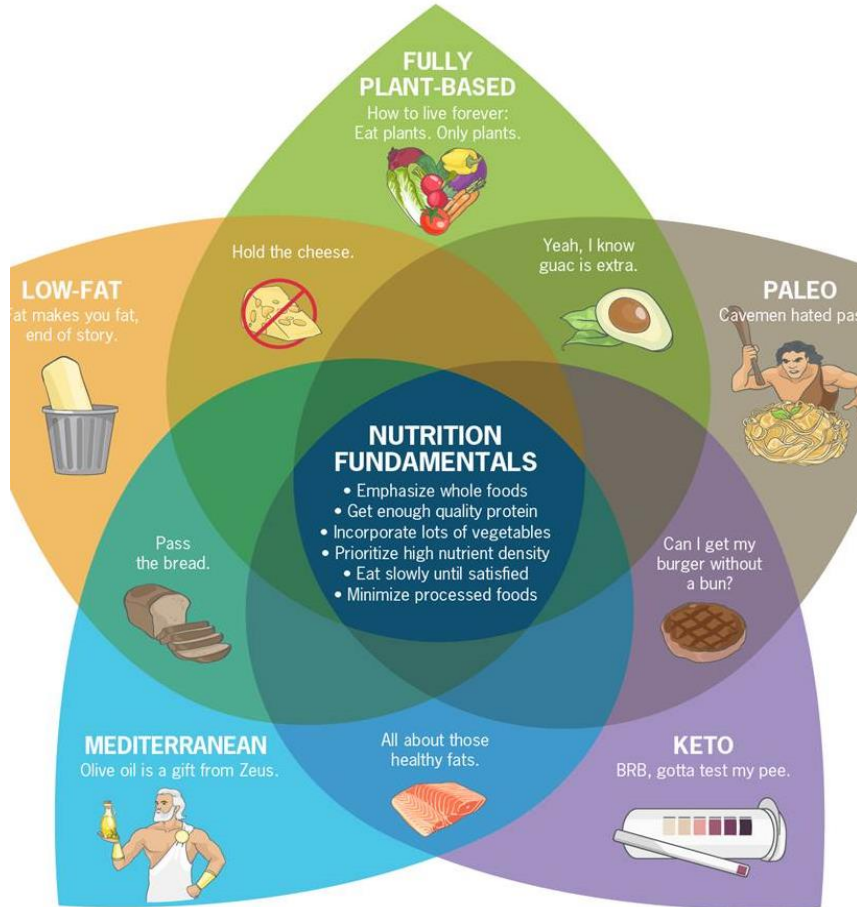 FULLY
PLANT-BASED
How to live forever:
Eat plants. Only plants.
Hold the cheese.
Yeah, I know
guac is extra.
LOW-FAT
at makes you fat,
end of story.
PALEO
Cavemen hated pas
NUTRITION
FUNDAMENTALS
• Emphasize whole foods
• Get enough quality protein
• Incorporate lots of vegetables
• Prioritize high nutrient density
• Eat slowly until satisfied
• Minimize processed foods
Pass
the bread.
Can I get my
burger without
a bun?
MEDITERRANEAN
Olive oil is a gift from Zeus.
All about those
healthy fats.
KETO
BRB, gotta test my pee.